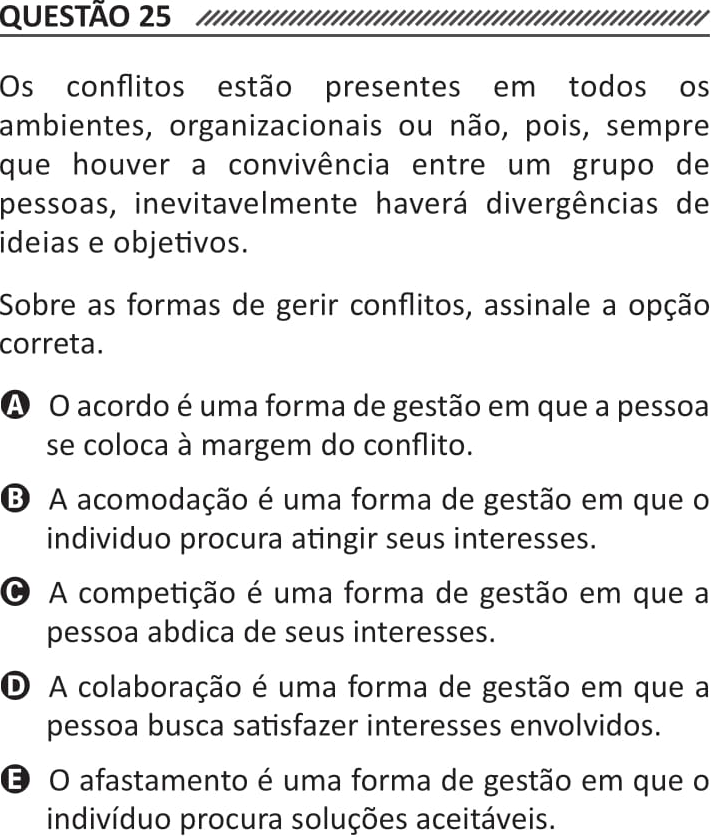 QUESTÃO 25
Os conflitos estão presentes em todos os
ambientes, organizacionais ou não, pois, sempre
que houver a convivência entre um grupo de
pessoas, inevitavelmente haverá divergências de
ideias e objetivos.
Sobre as formas de gerir conflitos, assinale a opção
correta.
A O acordo é uma forma de gestão em que a pessoa
se coloca à margem do conflito.
B A acomodação é uma forma de gestão em que o
individuo procura atingir seus interesses.
C A competição é uma forma de gestão em que a
pessoa abdica de seus interesses.
D A colaboração é uma forma de gestão em que a
pessoa busca satisfazer interesses envolvidos.
E O afastamento é uma forma de gestão em que o
indivíduo procura soluções aceitáveis.